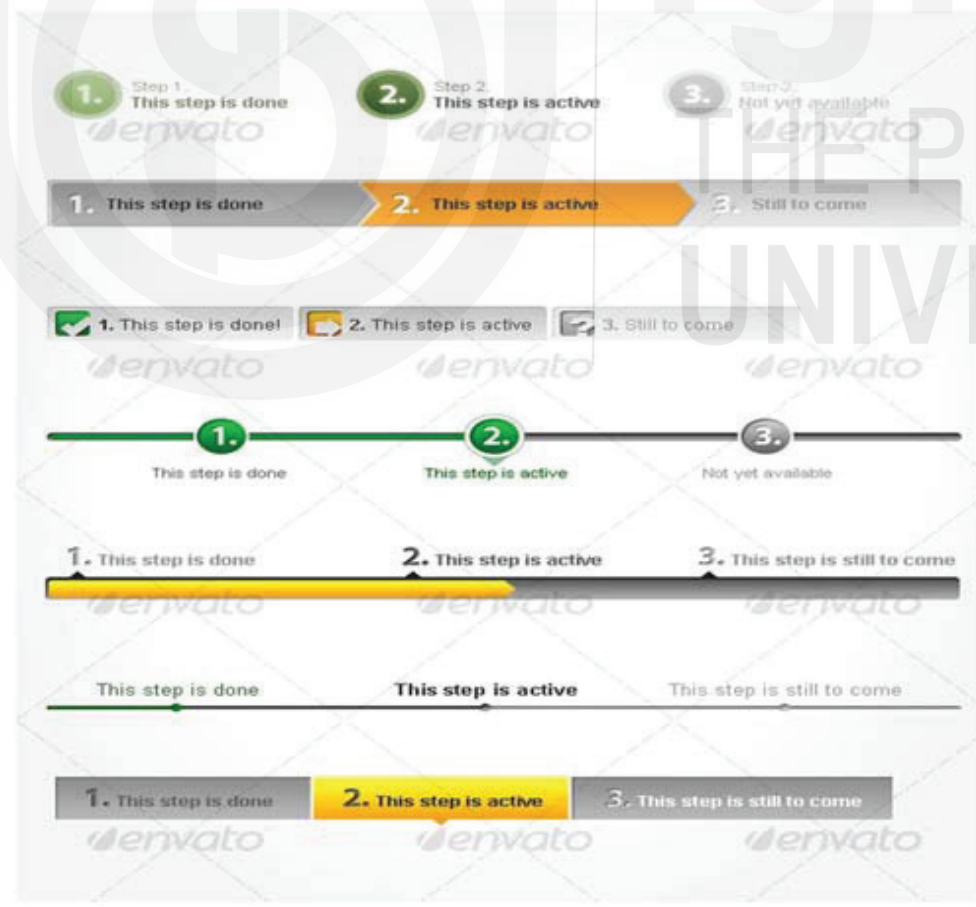 Step 1. Step 2. Step 3.
1. This step is done 2. This step is active 3. Not yet available
envato envato envato
THE P
1. This step is done 2. This step is active 3. Still to come
UNIV
1. This step is done! 2. This step is active 3. Still to come
envato envato envato
1. 2. 3.
This step is done This step is active Not yet available
1. This step is done 2. This step is active 3. This step is still to come
envato envato envato
This step is done This step is active This step is still to come
1. This step is done 2. This step is active 3. This step is still to come
envato envato envato